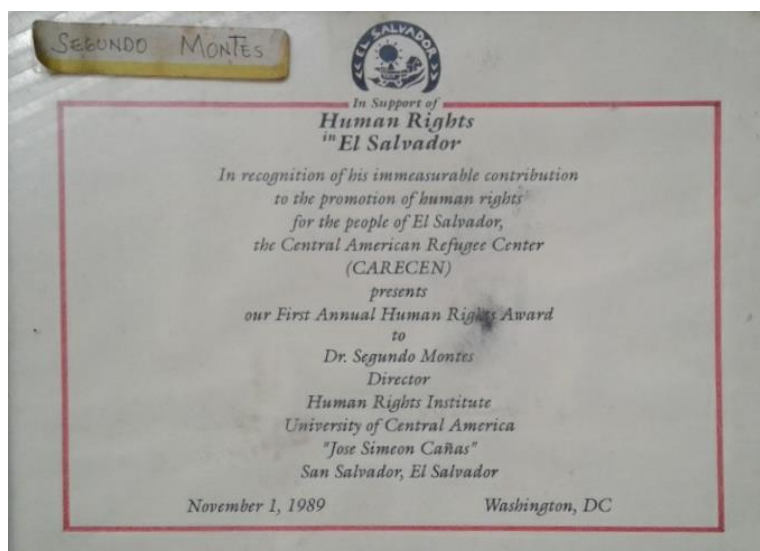 SEGUNDO MONTES
EL SALVADOR
In Support of
Human Rights
in El Salvador
In recognition of his immeasurable contribution
to the promotion of human rights
for the people of El Salvador,
the Central American Refugee Center
(CARECEN)
presents
our First Annual Human Rights Award
to
Dr. Segundo Montes
Director
Human Rights Institute
University of Central America
"Jose Simeon Cañas"
San Salvador, El Salvador
November 1, 1989 Washington, DC